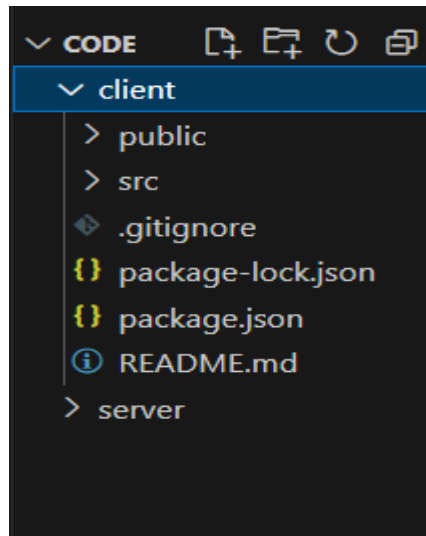 CODE
client
public
src
.gitignore
package-lock.json
package.json
README.md
server